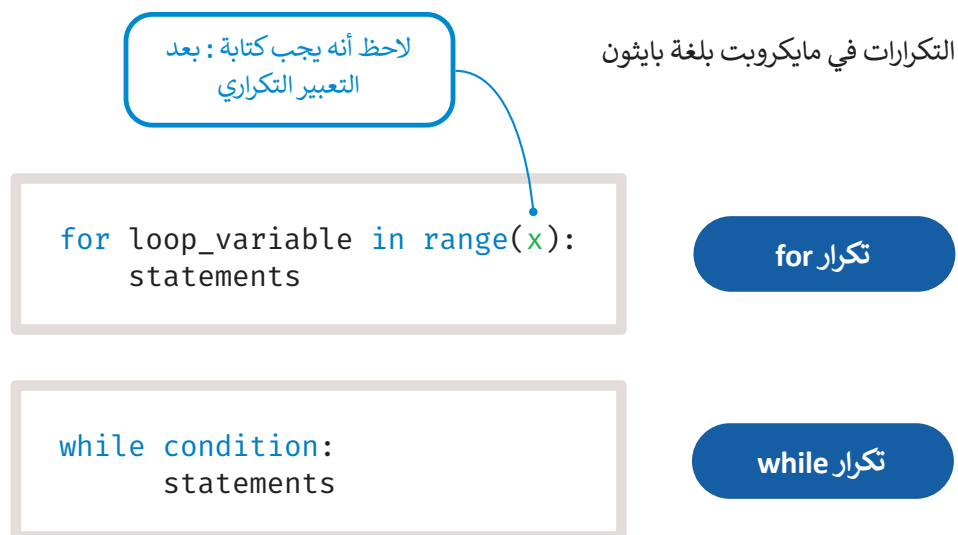 التكرارات في مايكروبت بلغة بايثون
لاحظ أنه يجب كتابة : بعد
التعبير التكراري
for loop_variable in range(x):
    statements
تكرار for
while condition:
    statements
تكرار while